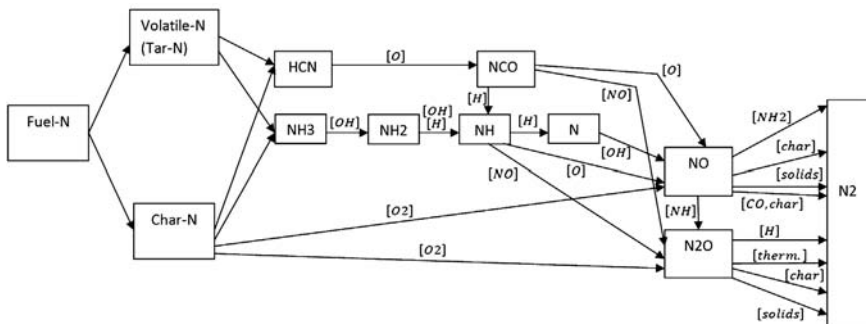 Volatile-N
(Tar-N)
Fuel-N
Char-N
HCN
[O]
NCO
[O]
[H]
[NO]
NH3
[OH]
NH2
[OH]
[H]
NH
[H]
N
[OH]
[O]
[NO]
NO
[NH2]
[char]
[solids]
[CO,char]
N2
[O2]
[NH]
[O2]
N2O
[H]
[therm.]
[char]
[solids]